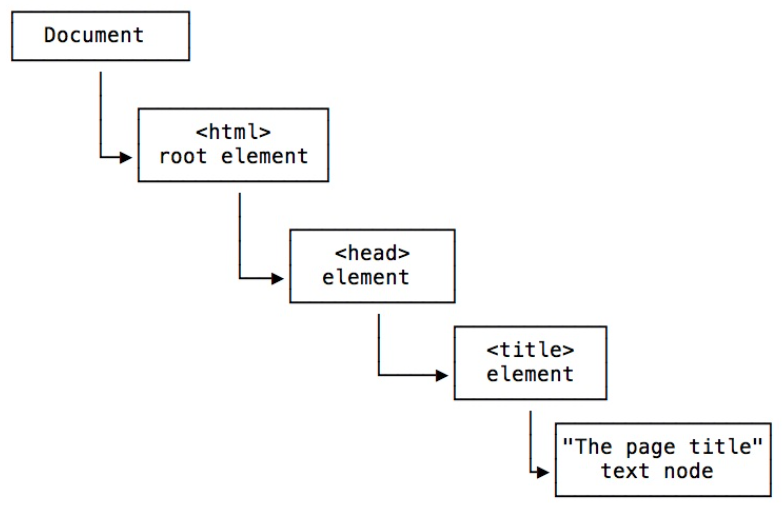 Document
<html>
root element
<head>
element
<title>
element
"The page title"
text node